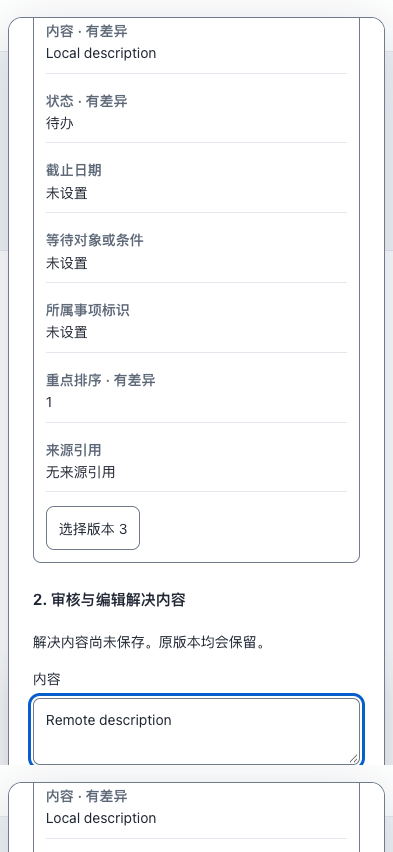 内容 · 有差异
Local description
状态 · 有差异
待办
截止日期
未设置
等待对象或条件
未设置
所属事项标识
未设置
重点排序 · 有差异
1
来源引用
无来源引用
选择版本 3
2. 审核与编辑解决内容
解决内容尚未保存。原版本均会保留。
内容
Remote description
内容 · 有差异
Local description